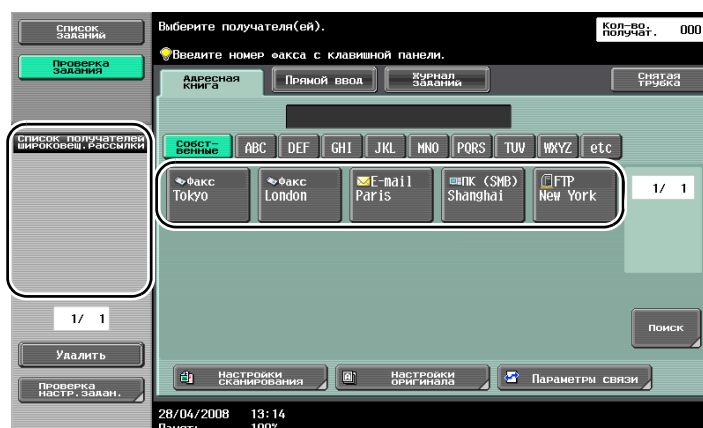 Список
заданий
Проверка
задания
Список получателей
широковещ.рассылки
1/ 1
Удалить
Проверка
настр.задан.
Выберите получателя(ей).
Кол-во.
получат. 000
Введите номер факса с клавишной панели.
Адресная
книга
Прямой ввод
Журнал
заданий
Снятая
трубка
Собст-
венные
ABC DEF GHI JKL MNO PQRS TUV WXYZ etc
Факс
Tokyo
Факс
London
E-mail
Paris
ПК (SMB)
Shanghai
FTP
New York
1/ 1
Поиск
Настройки
сканирования
Настройки
оригинала
Параметры связи
28/04/2008 13:14
Память 100%